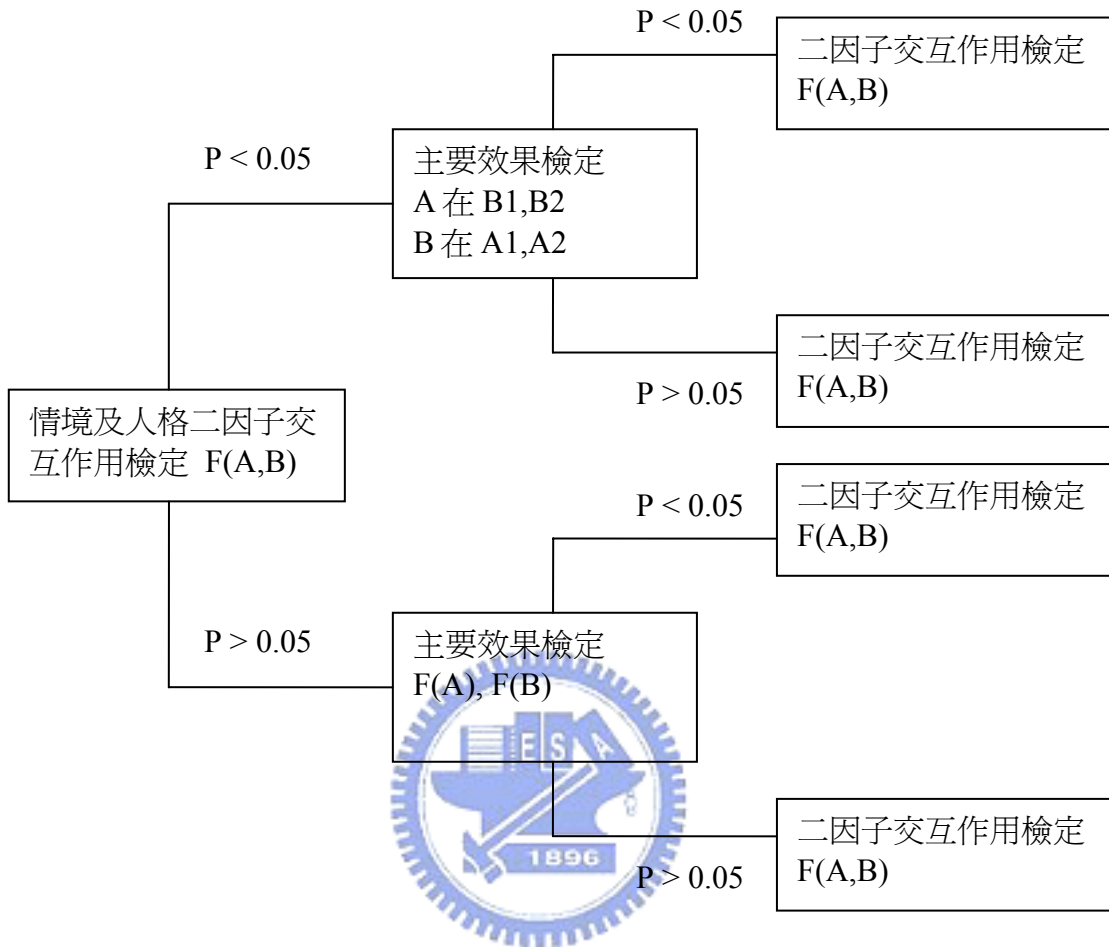 P < 0.05
二因子交互作用檢定
F(A,B)
P < 0.05
主要效果檢定
A 在 B1,B2
B 在 A1,A2
二因子交互作用檢定
F(A,B)
P > 0.05
情境及人格二因子交
互作用檢定 F(A,B)
二因子交互作用檢定
F(A,B)
P < 0.05
P > 0.05
主要效果檢定
F(A), F(B)
E S A
1896
二因子交互作用檢定
F(A,B)
P > 0.05